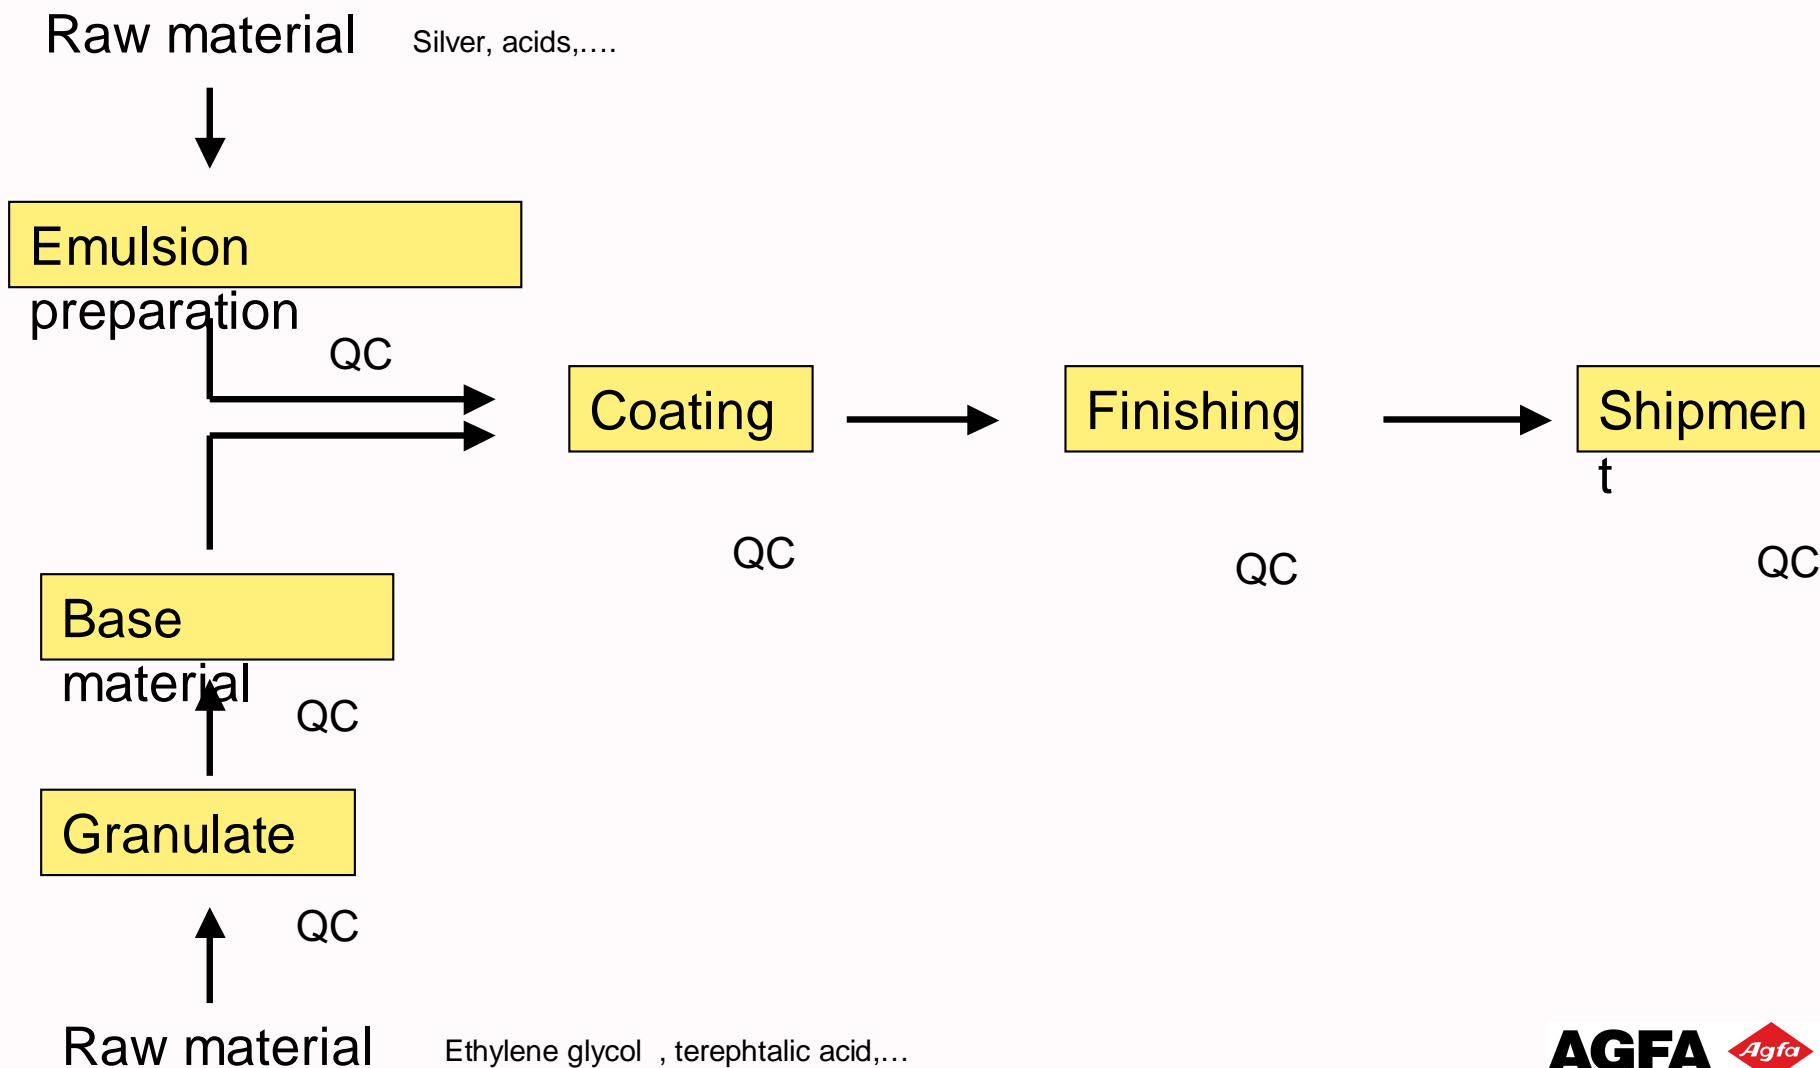 Raw material
Silver, acids,….
Emulsion
preparation
QC
Coating
Finishing
Shipmen
t
QC
QC
QC
Base
material
QC
Granulate
QC
Raw material
Ethylene glycol , terephtalic acid,…
AGFA
Agfa